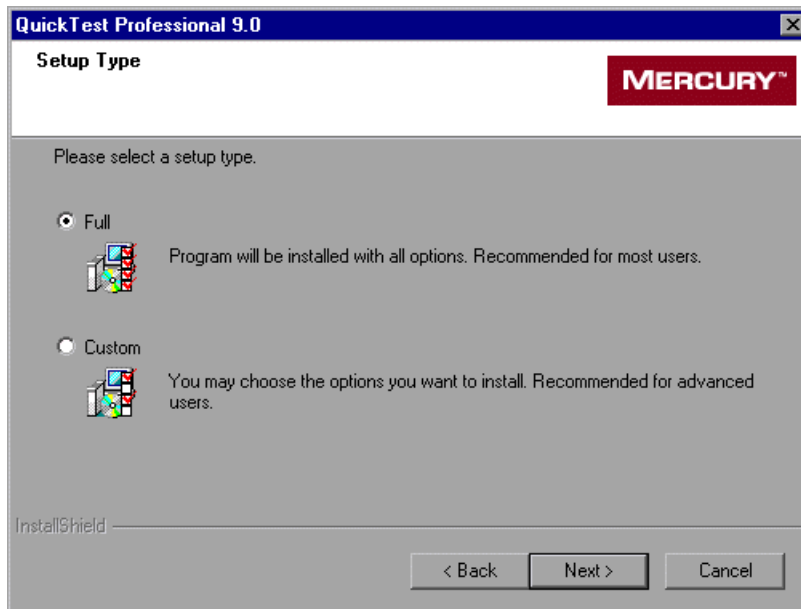 QuickTest Professional 9.0
Setup Type
MERCURY™
Please select a setup type.
Full
Program will be installed with all options. Recommended for most users.
Custom
You may choose the options you want to install. Recommended for advanced
users.
InstallShield
< Back
Next >
Cancel